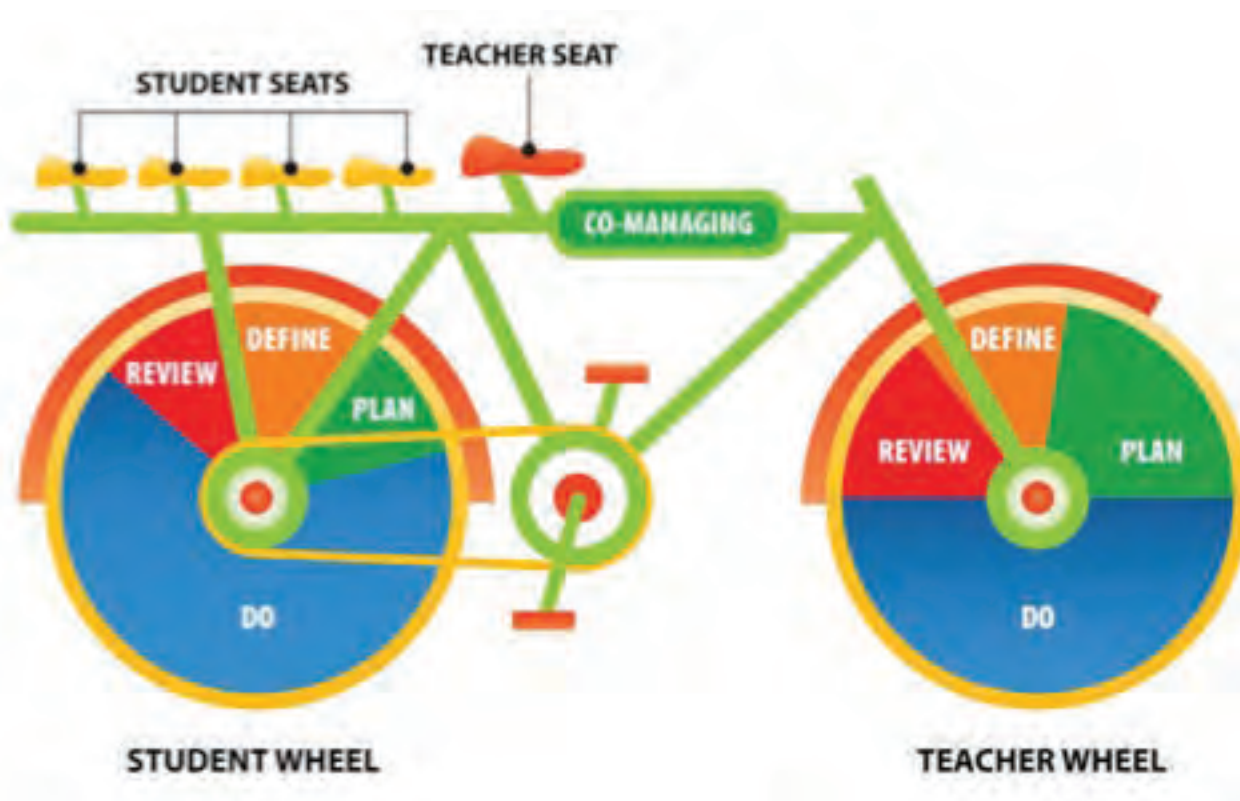 TEACHER SEAT
STUDENT SEATS
CO-MANAGING
DEFINE
REVIEW
PLAN
DO
DEFINE
REVIEW
PLAN
DO
STUDENT WHEEL
TEACHER WHEEL